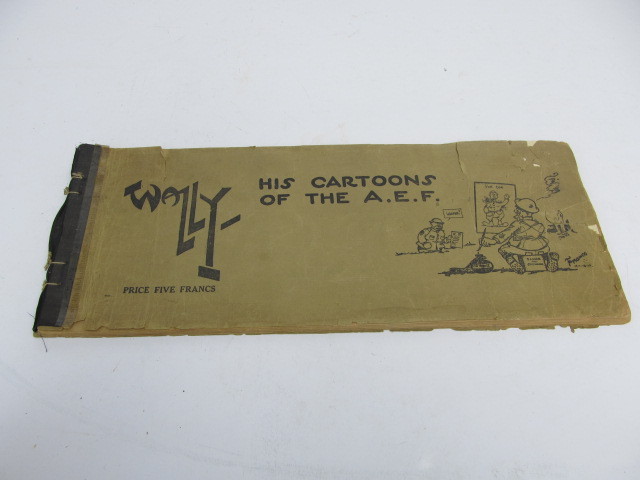 WALLY
HIS CARTOONS
OF THE A.E.F.
PRICE FIVE FRANCS